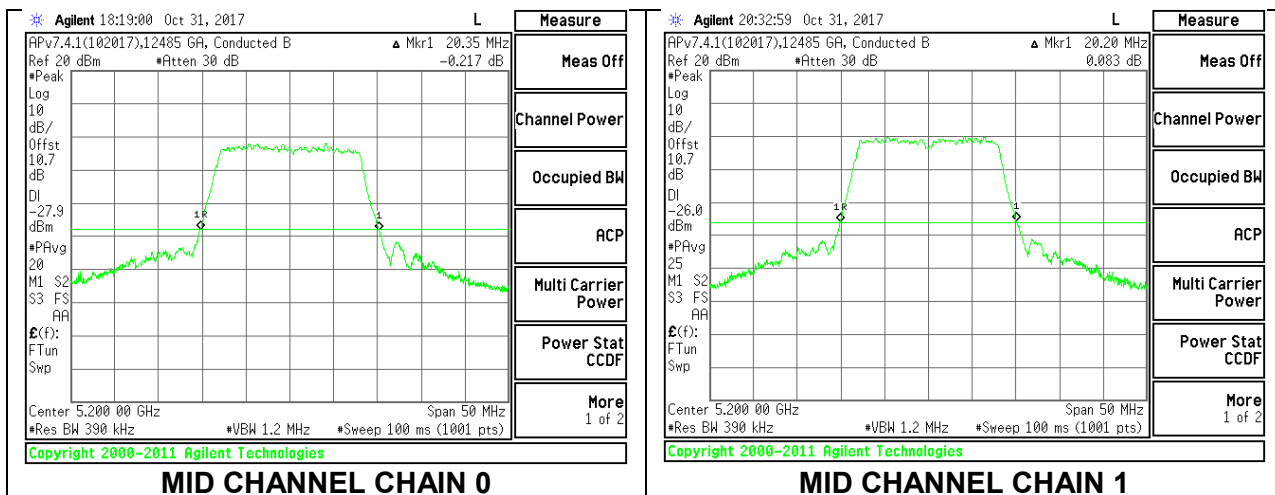 Agilent 18:19:00 Oct 31, 2017 L
APv7.4.1(102017),12485 GA, Conducted B Δ Mkr1 20.35 MHz
Ref 20 dBm #Atten 30 dB -0.217 dB
#Peak
Log
10
dB/
Offst
10.7
dB
DI
-27.9
dBm
#PAvg
20
M1 S2
S3 FS
AA
£(f):
FTun
Swp
1R
1
Center 5.200 00 GHz Span 50 MHz
#Res BW 390 kHz #VBW 1.2 MHz #Sweep 100 ms (1001 pts)
Copyright 2000-2011 Agilent Technologies
Measure
Meas Off
Channel Power
Occupied BW
ACP
Multi Carrier
Power
Power Stat
CCDF
More
1 of 2
MID CHANNEL CHAIN 0
Agilent 20:32:59 Oct 31, 2017 L
APv7.4.1(102017),12485 GA, Conducted B Δ Mkr1 20.20 MHz
Ref 20 dBm #Atten 30 dB 0.083 dB
#Peak
Log
10
dB/
Offst
10.7
dB
DI
-26.0
dBm
#PAvg
25
M1 S2
S3 FS
AA
£(f):
FTun
Swp
1R
1
Center 5.200 00 GHz Span 50 MHz
#Res BW 390 kHz #VBW 1.2 MHz #Sweep 100 ms (1001 pts)
Copyright 2000-2011 Agilent Technologies
Measure
Meas Off
Channel Power
Occupied BW
ACP
Multi Carrier
Power
Power Stat
CCDF
More
1 of 2
MID CHANNEL CHAIN 1